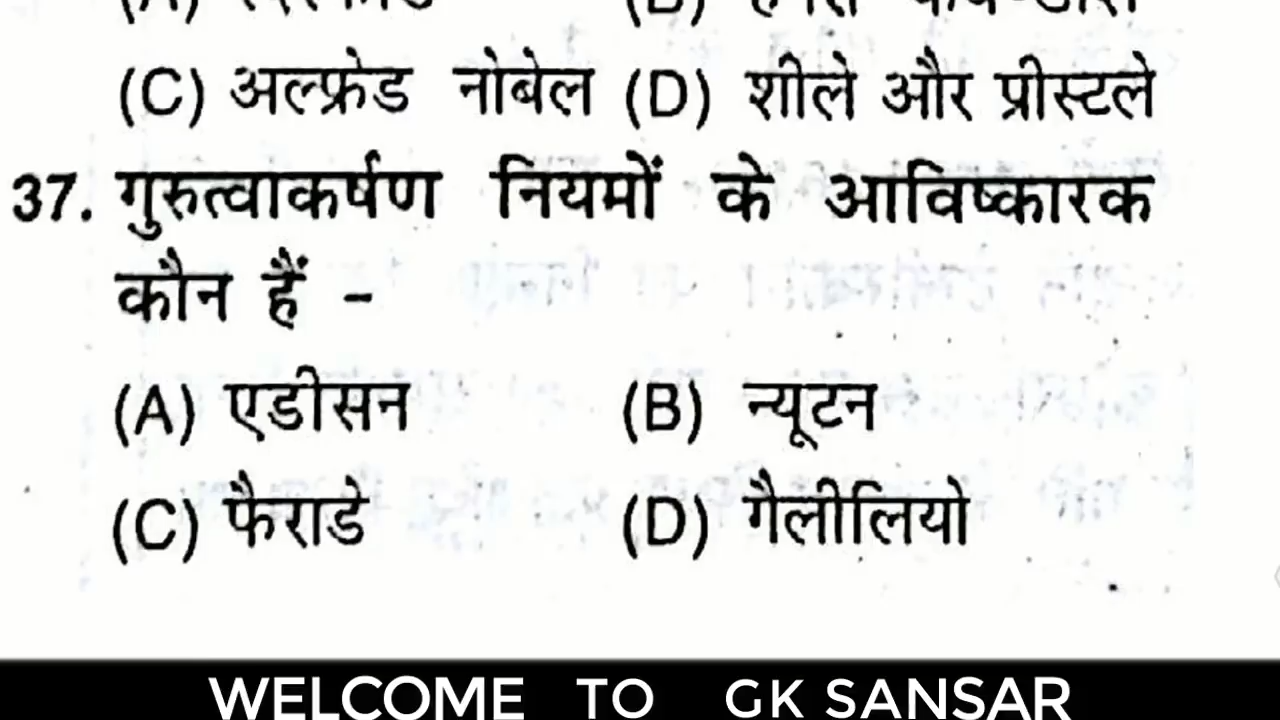 (C) अल्फ्रेड नोबेल (D) शीले और प्रीस्टले
37. गुरुत्वाकर्षण नियमों के आविष्कारक
कौन हैं -
(A) एडीसन (B) न्यूटन
(C) फैराडे (D) गैलीलियो
WELCOME TO GK SANSAR